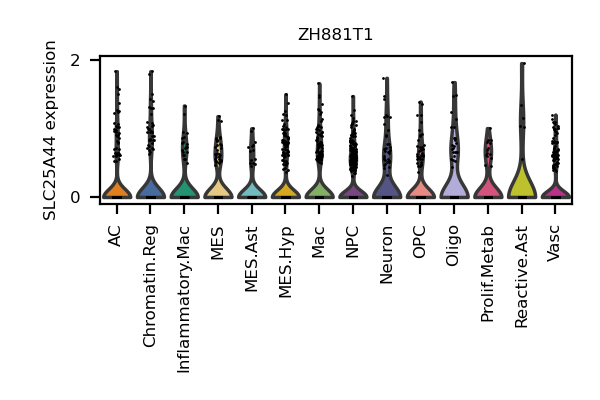 ZH881T1
SLC25A44 expression
2
0
AC
Chromatin.Reg
Inflammatory.Mac
MES
MES.Ast
MES.Hyp
Mac
NPC
Neuron
OPC
Oligo
Prolif.Metab
Reactive.Ast
Vasc